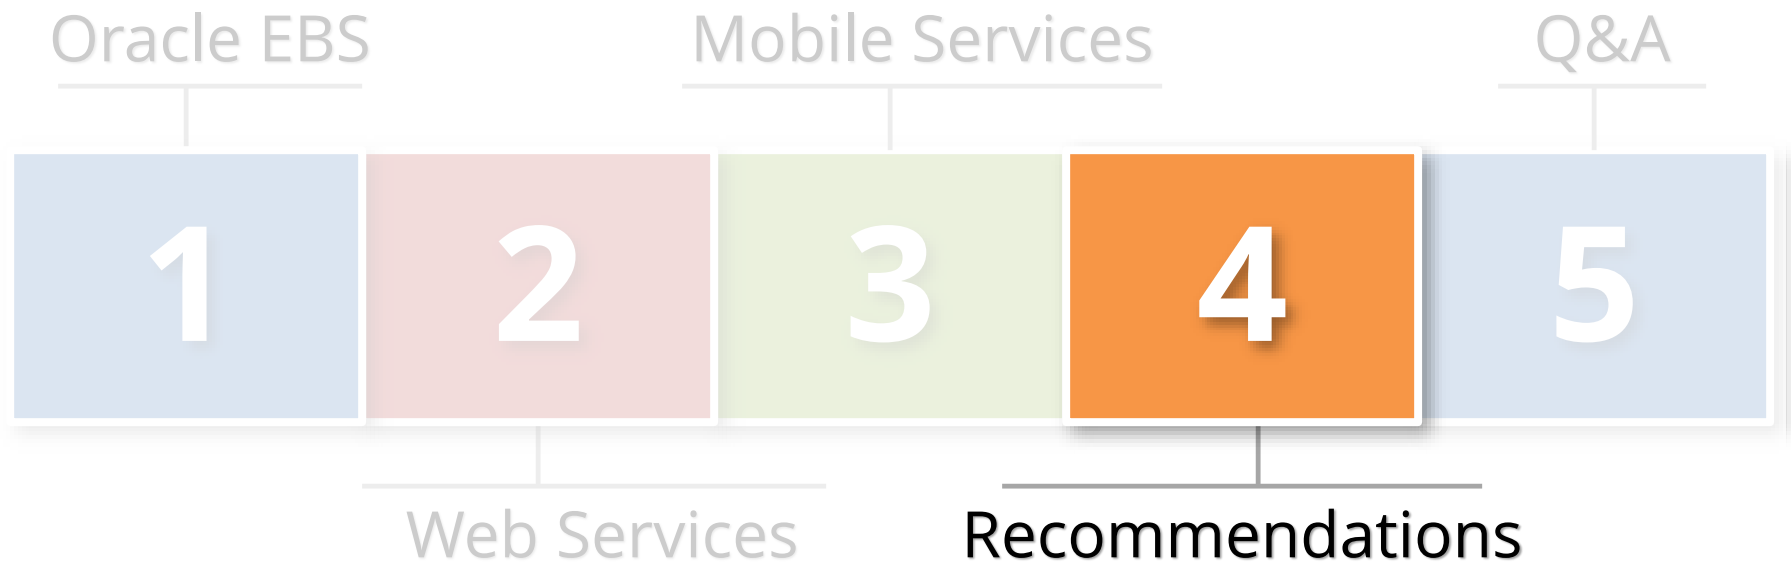 Oracle EBS
Mobile Services
Q&A
1
2
3
4
5
Web Services
Recommendations